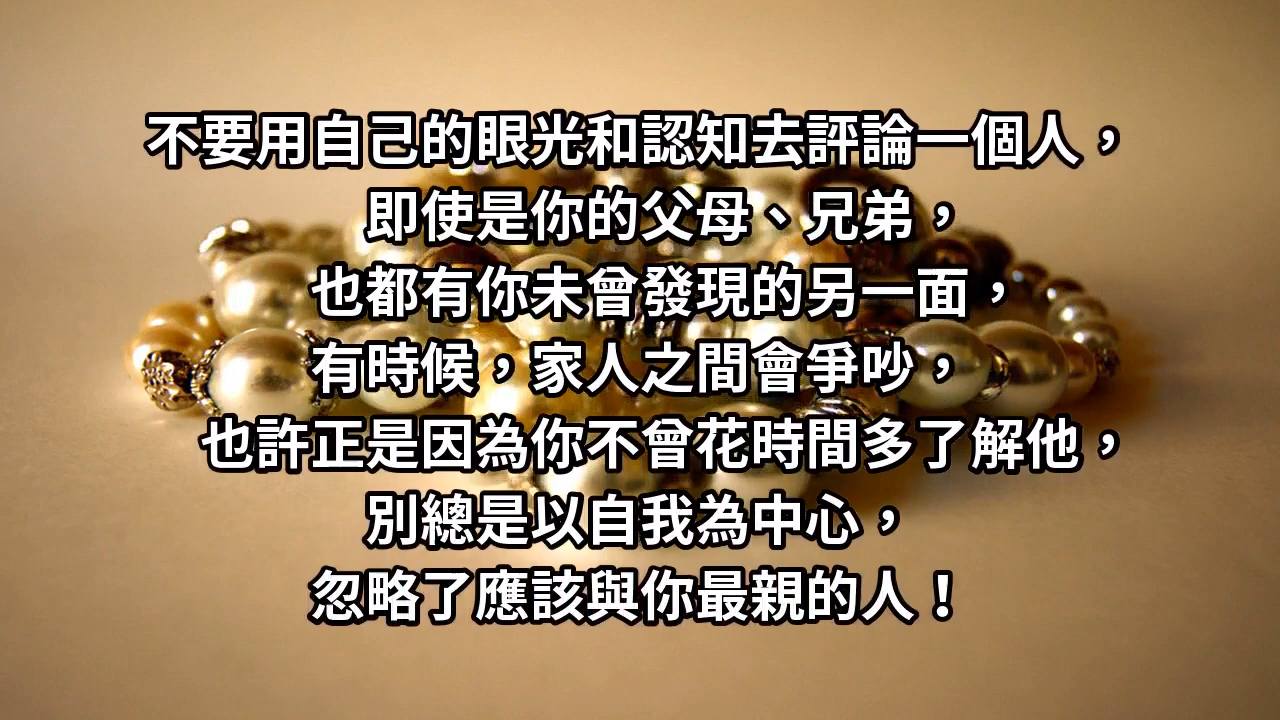 不要用自己的眼光和認知去評論一個人，
即使是你的父母、兄弟，
也都有你未曾發現的另一面，
有時候，家人之間會爭吵，
也許正是因為你不曾花時間多了解他，
別總是以自我為中心，
忽略了應該與你最親的人！